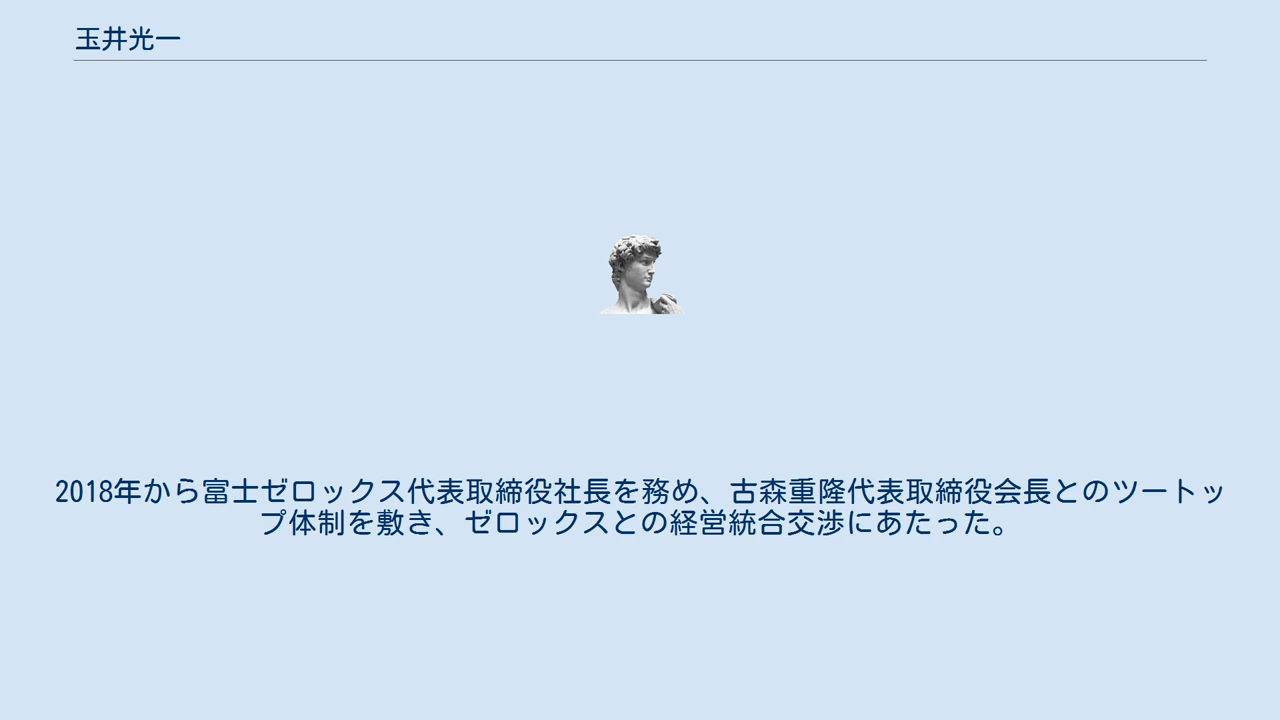 玉井光一
2018年から富士ゼロックス代表取締役社長を務め、古森重隆代表取締役会長とのツートッ
プ体制を敷き、ゼロックスとの経営統合交渉にあたった。